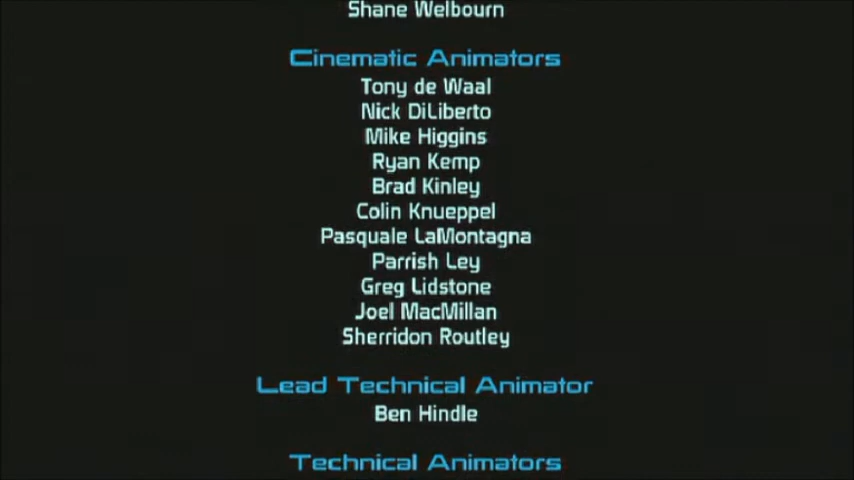 Shane Welbourn
Cinematic Animators
Tony de Waal
Nick DiLiberto
Mike Higgins
Ryan Kemp
Brad Kinley
Colin Knueppel
Pasquale LaMontagna
Parrish Ley
Greg Lidstone
Joel MacMillan
Sherridon Routley
Lead Technical Animator
Ben Hindle
Technical Animators